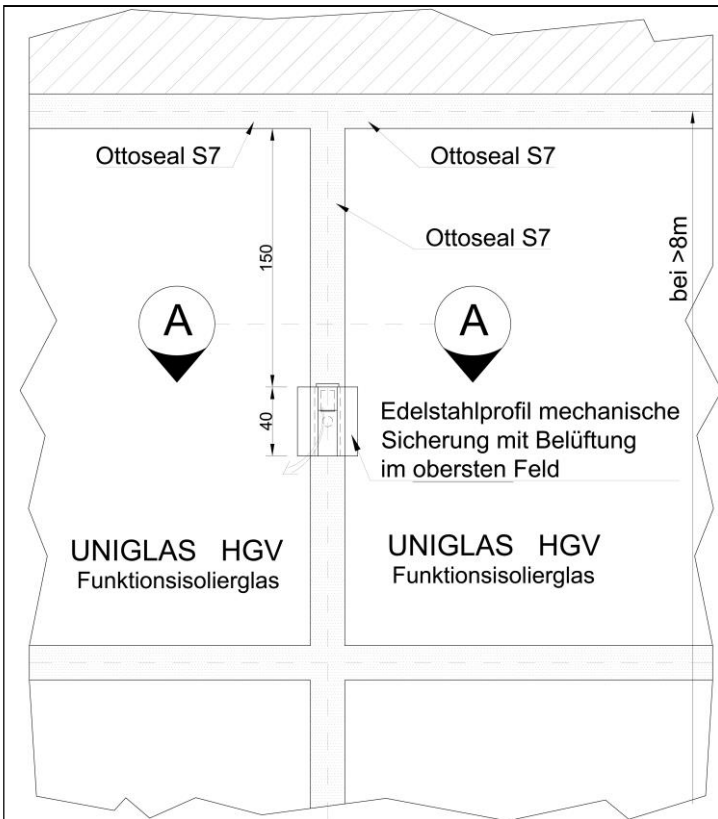 Ottoseal S7
Ottoseal S7
Ottoseal S7
150
bei >8m
A
A
40
Edelstahlprofil mechanische
Sicherung mit Belüftung
im obersten Feld
UNIGLAS HGV
Funktionsisolierglas
UNIGLAS HGV
Funktionsisolierglas